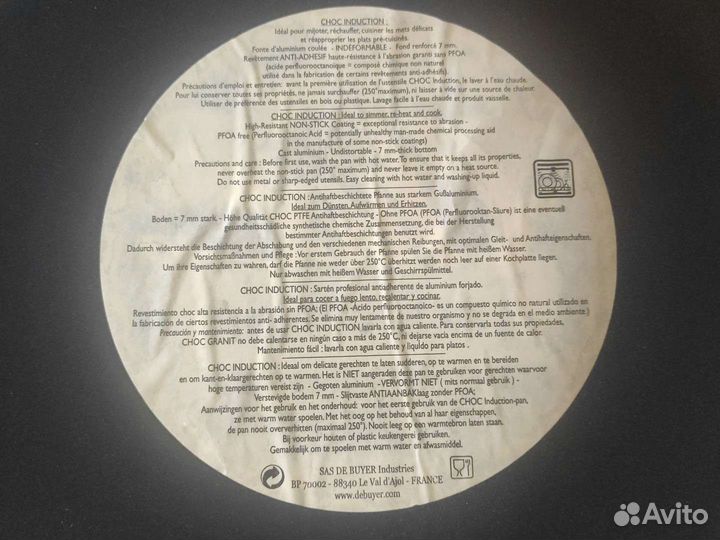 CHOC INDUCTION :
Idéal pour mijoter, réchauffer, cuisiner les mets délicats
et réapproprier les plats pré-cuisinés.
Fonte d'aluminium coulée - INDÉFORMABLE - Fond renforcé 7 mm.
Revêtement ANTI-ADHESIF haute-résistance à l'abrasion garanti sans PFOA
(acide perfluorooctanoïque = composé chimique non naturel
utilisé dans la fabrication de certains revêtements anti-adhésifs).
Précautions d'emploi et entretien: avant la première utilisation de l'ustensile CHOC Induction, le laver à l'eau chaude.
Pour lui conserver toutes ses propriétés, ne jamais surchauffer (250°maximum), ni laisser à vide sur une source de chaleur.
Utiliser de préférence des ustensiles en bois ou plastique. Lavage facile à l'eau chaude et produit vaisselle.
CHOC INDUCTION : Ideal to simmer, re-heat and cook.
High-Resistant NON-STICK Coating = exceptional resistance to abrasion -
PFOA free (Perfluorooctanoic Acid = potentially unhealthy man-made chemical processing aid
in the manufacture of some non-stick coatings)
Cast aluminium - Undistortable - 7 mm-thick bottom
Precautions and care : Before first use, wash the pan with hot water. To ensure that it keeps all its properties,
never overheat the non-stick pan (250° maximum) and never leave it empty on a heat source.
Do not use metal or sharp-edged utensils. Easy cleaning with hot water and washing-up liquid.
CHOC INDUCTION : Antihaftbeschichtete Pfanne aus starkem Gußaluminium.
Ideal zum Dünsten, Aufwärmen und Erhitzen.
Boden = 7 mm stark. - Höhe Qualität CHOC PTFE Antihaftbeschichtung - Ohne PFOA (PFOA (Perfluorooktan-Säure) ist eine eventuell
gesundheitsschädliche synthetische chemische Zusammensetzung, die bei der Herstellung
bestimmter Antihaftbeschichtungen benutzt wird.
Dadurch widersteht die Beschichtung der Abschabung und den verschiedenen mechanischen Reibungen, mit optimalen Gleit- und Antihafteigenschaften.
Vorsichtsmaßnahmen und Pflege : Vor erstem Gebrauch der Pfanne spülen Sie die Pfanne mit heißem Wasser.
Um ihre Eigenschaften zu wahren, darf die Pfanne nie weder über 250°C überhitzt werden noch leer auf einer Kochplatte liegen.
Nur abwaschen mit heißem Wasser und Geschirrspülmittel.
CHOC INDUCTION : Sartén profesional antiadherente de aluminium forjado.
Ideal para cocer a fuego lento, recalentar y cocinar.
Revestimiento choc alta resistencia a la abrasión sin PFOA; (El PFOA -Acido perfluorooctanoico- es un compuesto químico no natural utilizado en
la fabricación de ciertos revestimientos anti- adherentes. Se elimina muy lentamente de nuestro organismo y no se degrada en el medio ambiente )
Precaución y mantenimiento: antes de usar CHOC INDUCTION lavarla con agua caliente. Para conservarla todas sus propiedades,
CHOC GRANIT no debe calentarse en ningún caso a más de 250°C, ni dejarse vacía encima de un fuente de calor.
Mantenimiento fácil : lavarla con agua caliente y liquido para platos .
CHOC INDUCTION : Ideaal om delicate gerechten te laten sudderen, op te warmen en te bereiden
en om kant-en-klaargerechten op te warmen. Het is NIET aangeraden deze pan te gebruiken voor gerechten waarvoor
hoge temperaturen vereist zijn - Gegoten aluminium -VERVORMT NIET ( mits normaal gebruik ) -
Verstevigde bodem 7 mm - Slijtvaste ANTIAANBAKlaag zonder PFOA;
Aanwijzingen voor het gebruik en het onderhoud: voor het eerste gebruik van de CHOC Induction-pan,
ze met warm water spoelen. Met het oog op het behoud van al haar eigenschappen,
de pan nooit oververhitten (maximaal 250°). Nooit leeg op een warmtebron laten staan.
Bij voorkeur houten of plastic keukengerei gebruiken.
Gemakkelijk om te spoelen met warm water en afwasmiddel.
SAS DE BUYER Industries
BP 70002 - 88340 Le Val d'Ajol - FRANCE
www.debuyer.com
Avito